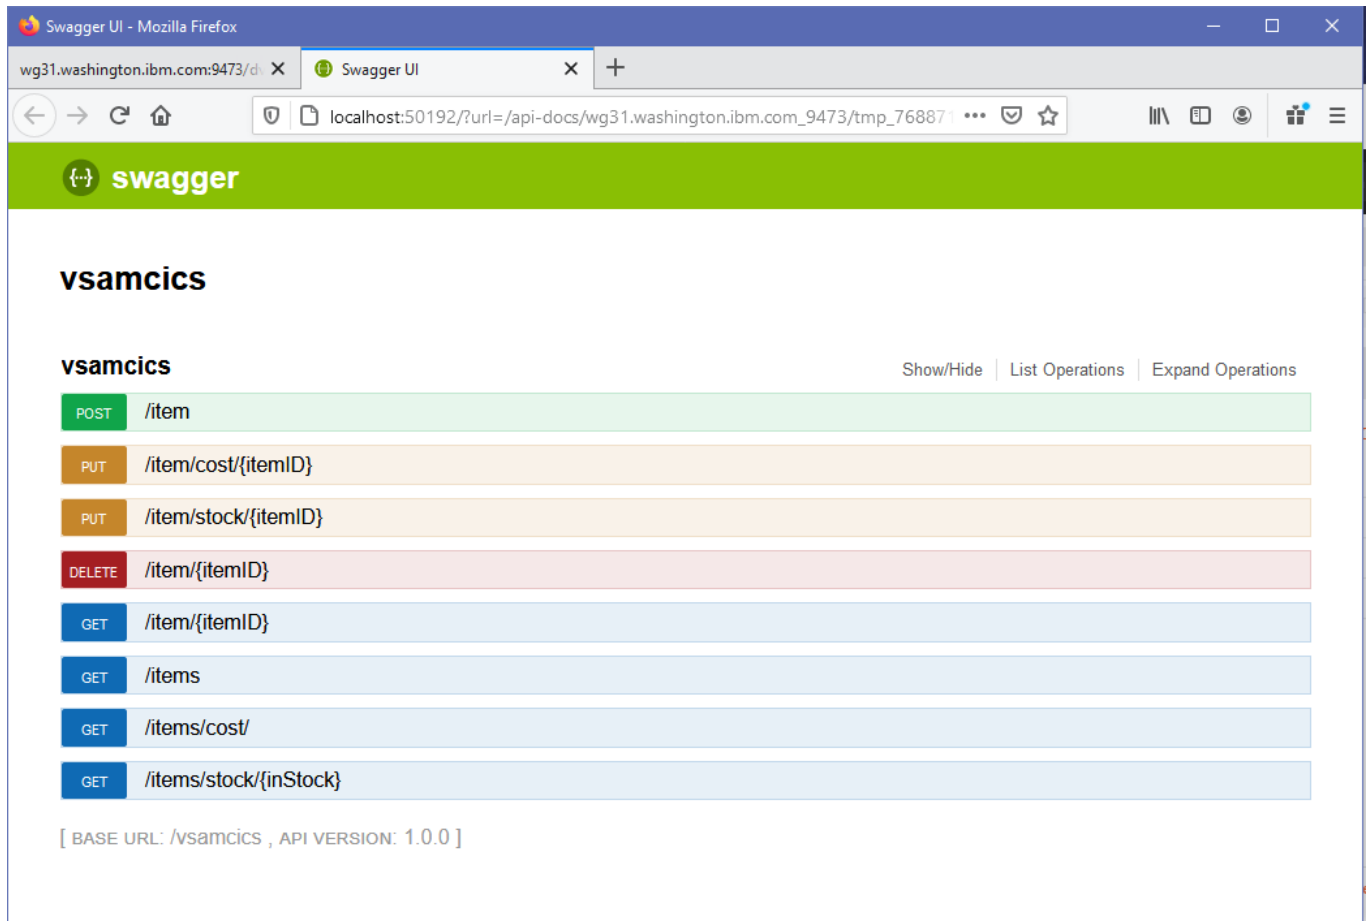 Swagger UI - Mozilla Firefox
wg31.washington.ibm.com:9473/d
Swagger UI
localhost:50192/?url=/api-docs/wg31.washington.ibm.com_9473/tmp_768871
{···} swagger
vsamcics
vsamcics Show/Hide List Operations Expand Operations
POST /item
PUT /item/cost/{itemID}
PUT /item/stock/{itemID}
DELETE /item/{itemID}
GET /item/{itemID}
GET /items
GET /items/cost/
GET /items/stock/{inStock}
[ BASE URL: /vsamcics , API VERSION: 1.0.0 ]